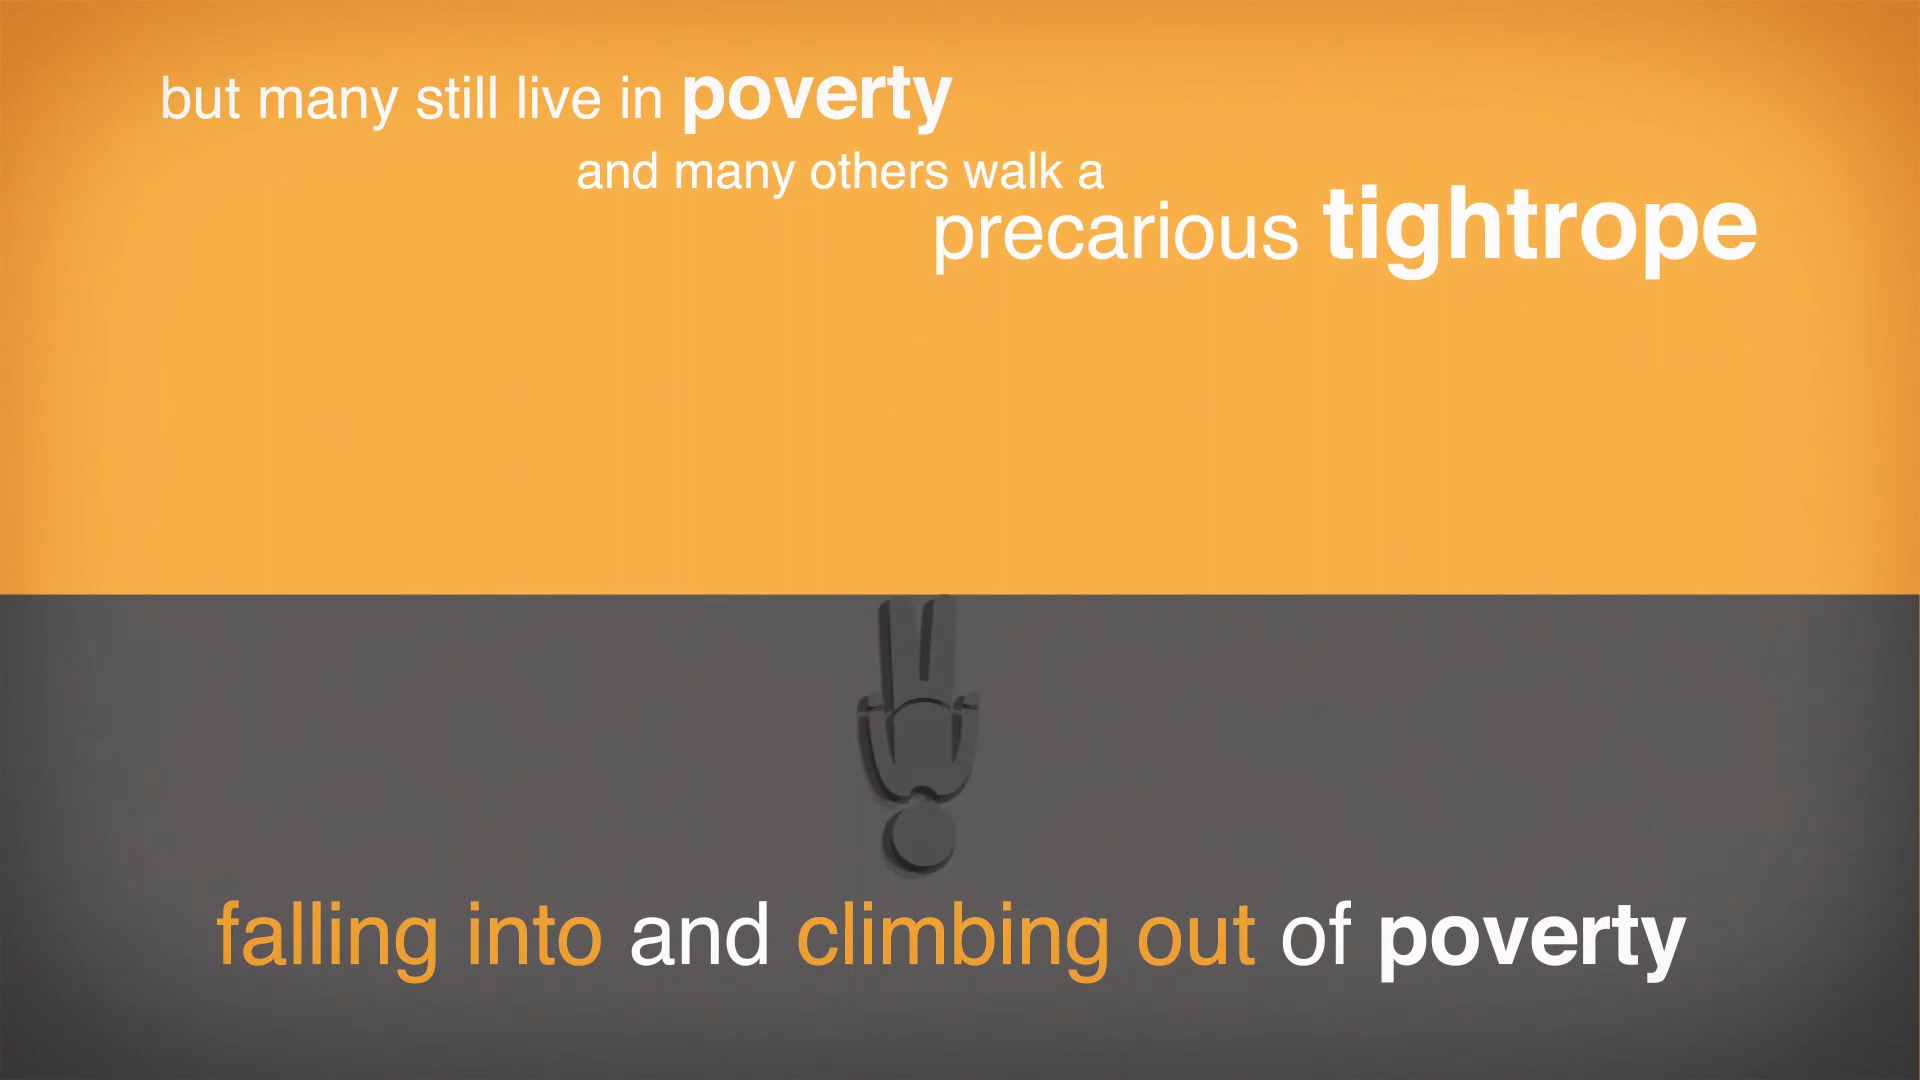 but many still live in poverty
and many others walk a
precarious tightrope
falling into and climbing out of poverty